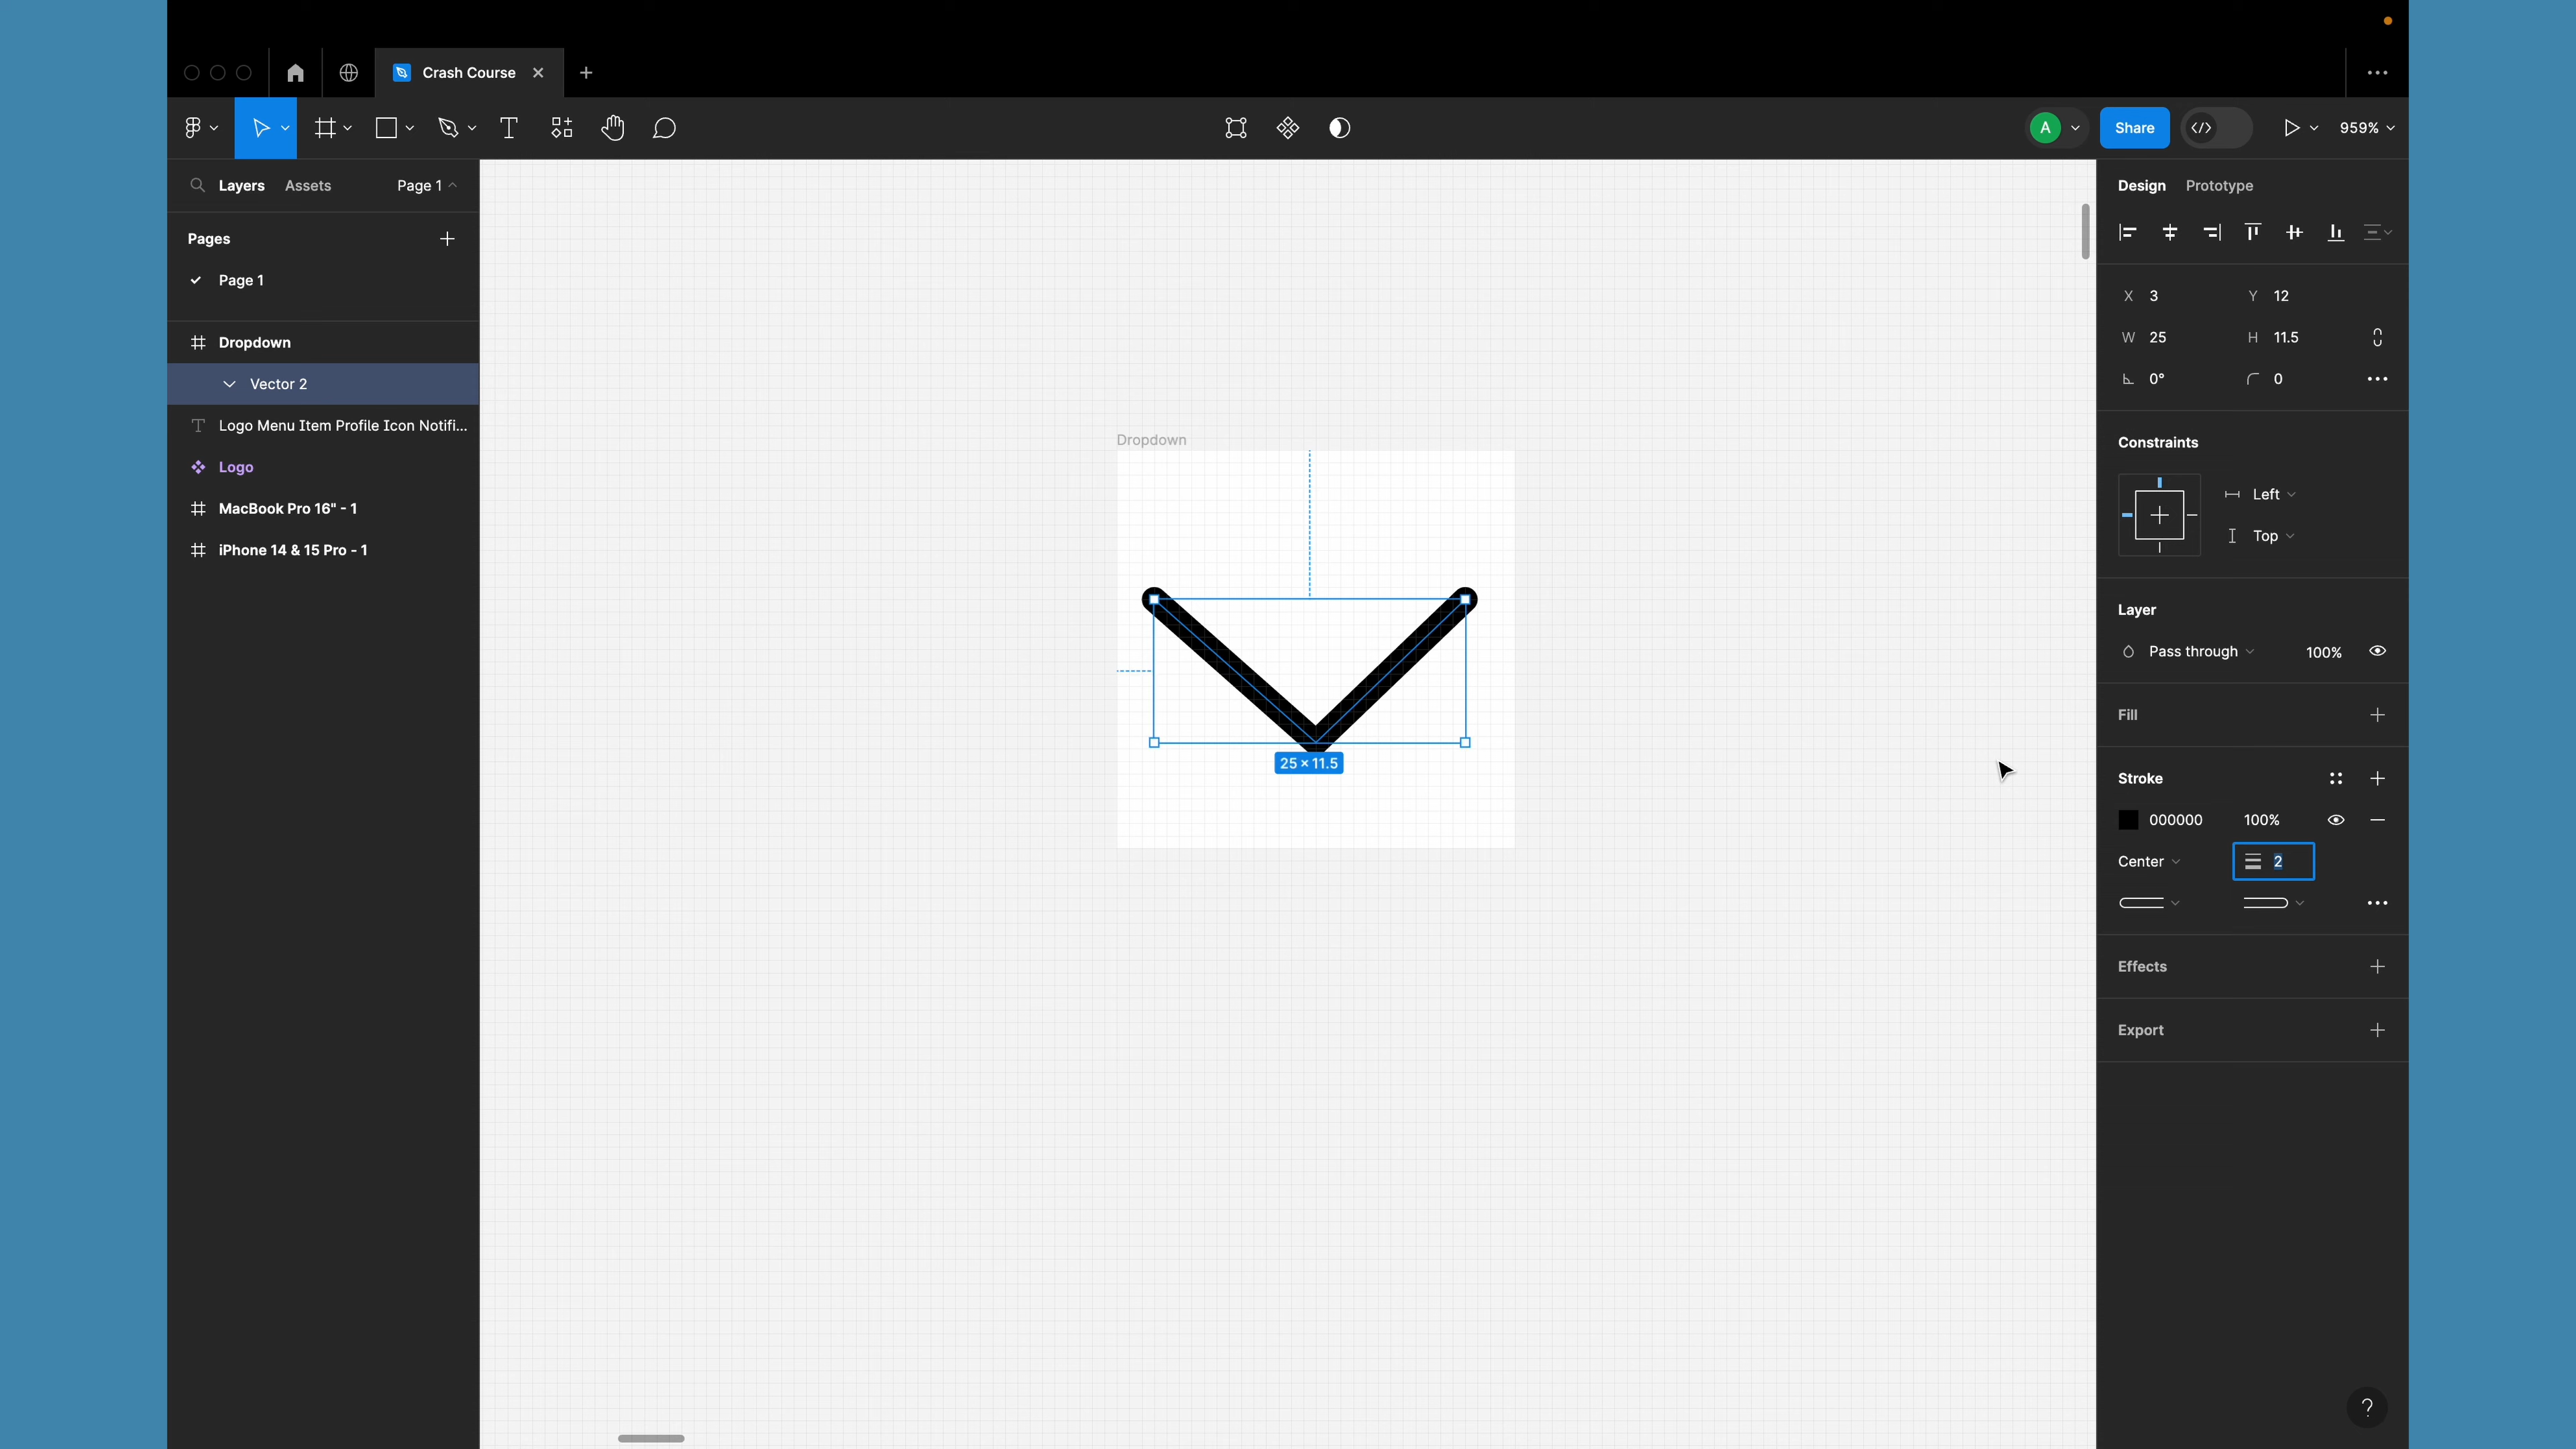 Crash Course
A
Share
959%
Layers
Assets
Page 1
Pages
Page 1
Dropdown
Vector 2
Logo Menu Item Profile Icon Notifi...
Logo
MacBook Pro 16" - 1
iPhone 14 & 15 Pro - 1
Dropdown
25 × 11.5
Design
Prototype
X 3
Y 12
W 25
H 11.5
0°
0
Constraints
Left
Top
Layer
Pass through
100%
Fill
Stroke
000000
100%
Center
2
Effects
Export
?